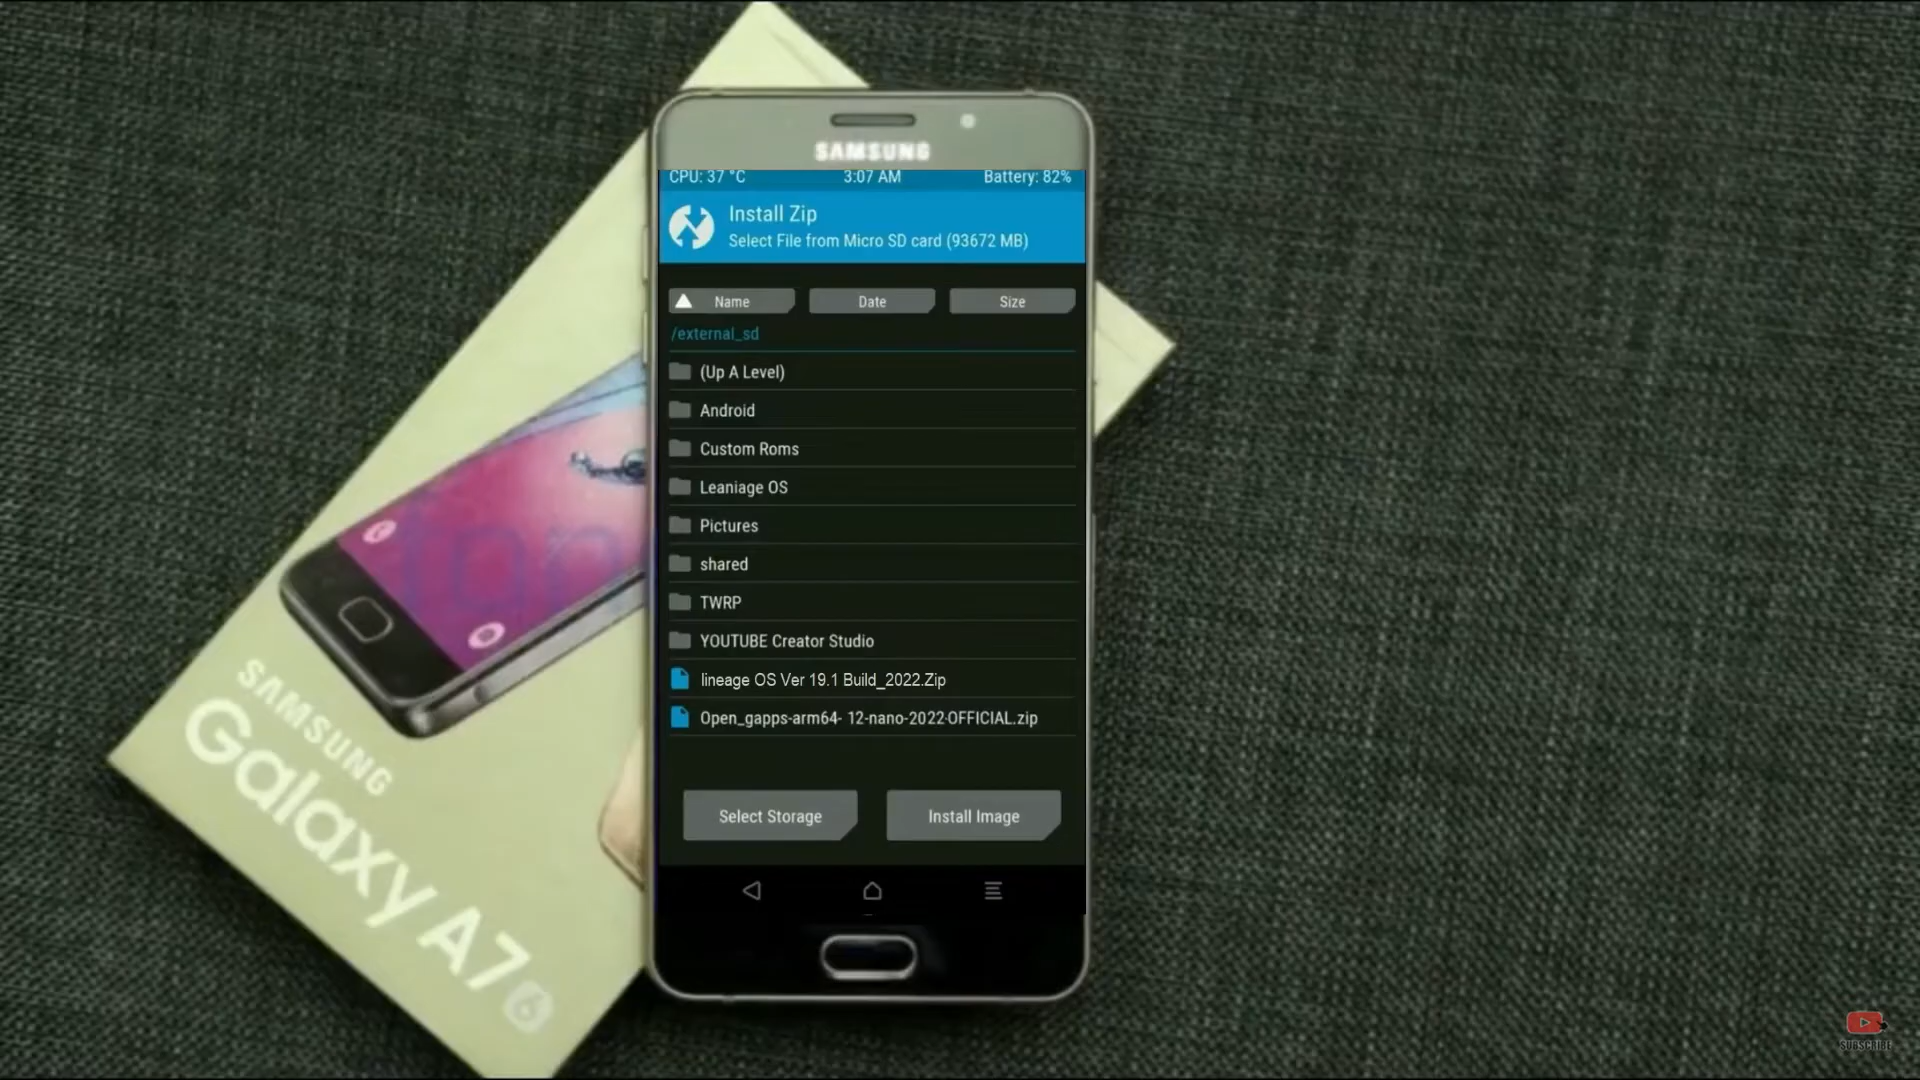 SAMSUNG
CPU: 37 °C 3:07 AM Battery: 82%
Install Zip
Select File from Micro SD card (93672 MB)
Name Date Size
/external_sd
(Up A Level)
Android
Custom Roms
Leaniage OS
Pictures
shared
TWRP
YOUTUBE Creator Studio
lineage OS Ver 19.1 Build_2022.Zip
Open_gapps-arm64- 12-nano-2022-OFFICIAL.zip
Select Storage Install Image
SAMSUNG
Galaxy A7
6
SUBSCRIBE